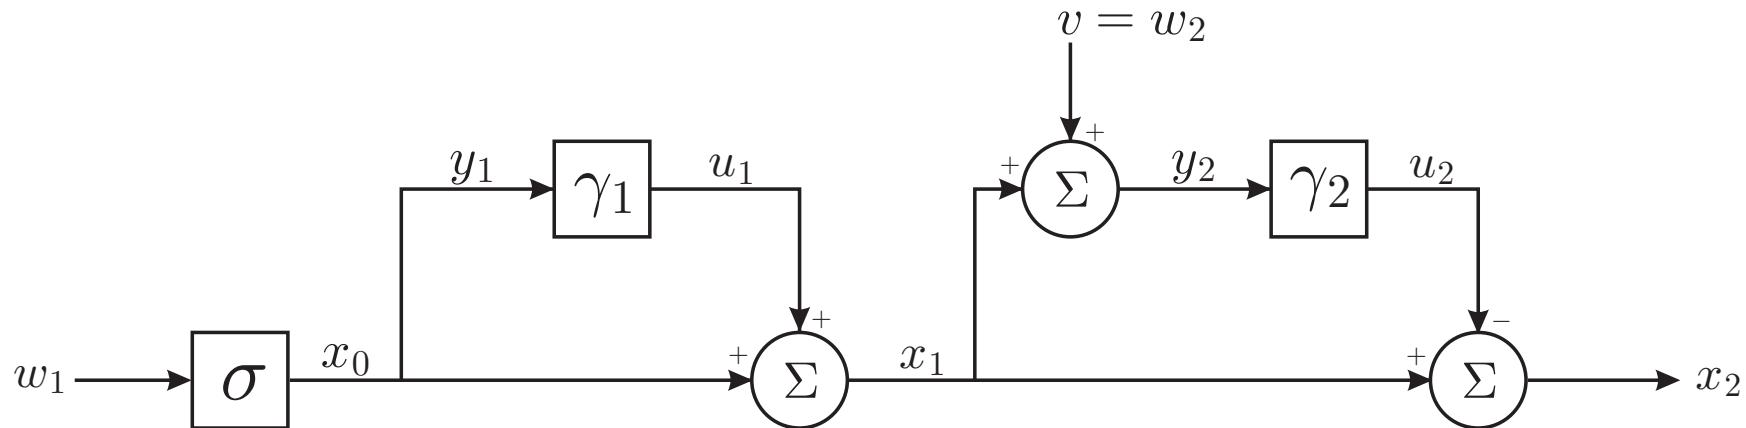 v = w₂
+
+
y₁
γ₁
u₁
Σ
y₂
γ₂
u₂
+
−
w₁
σ
x₀
+
Σ
x₁
+
Σ
x₂